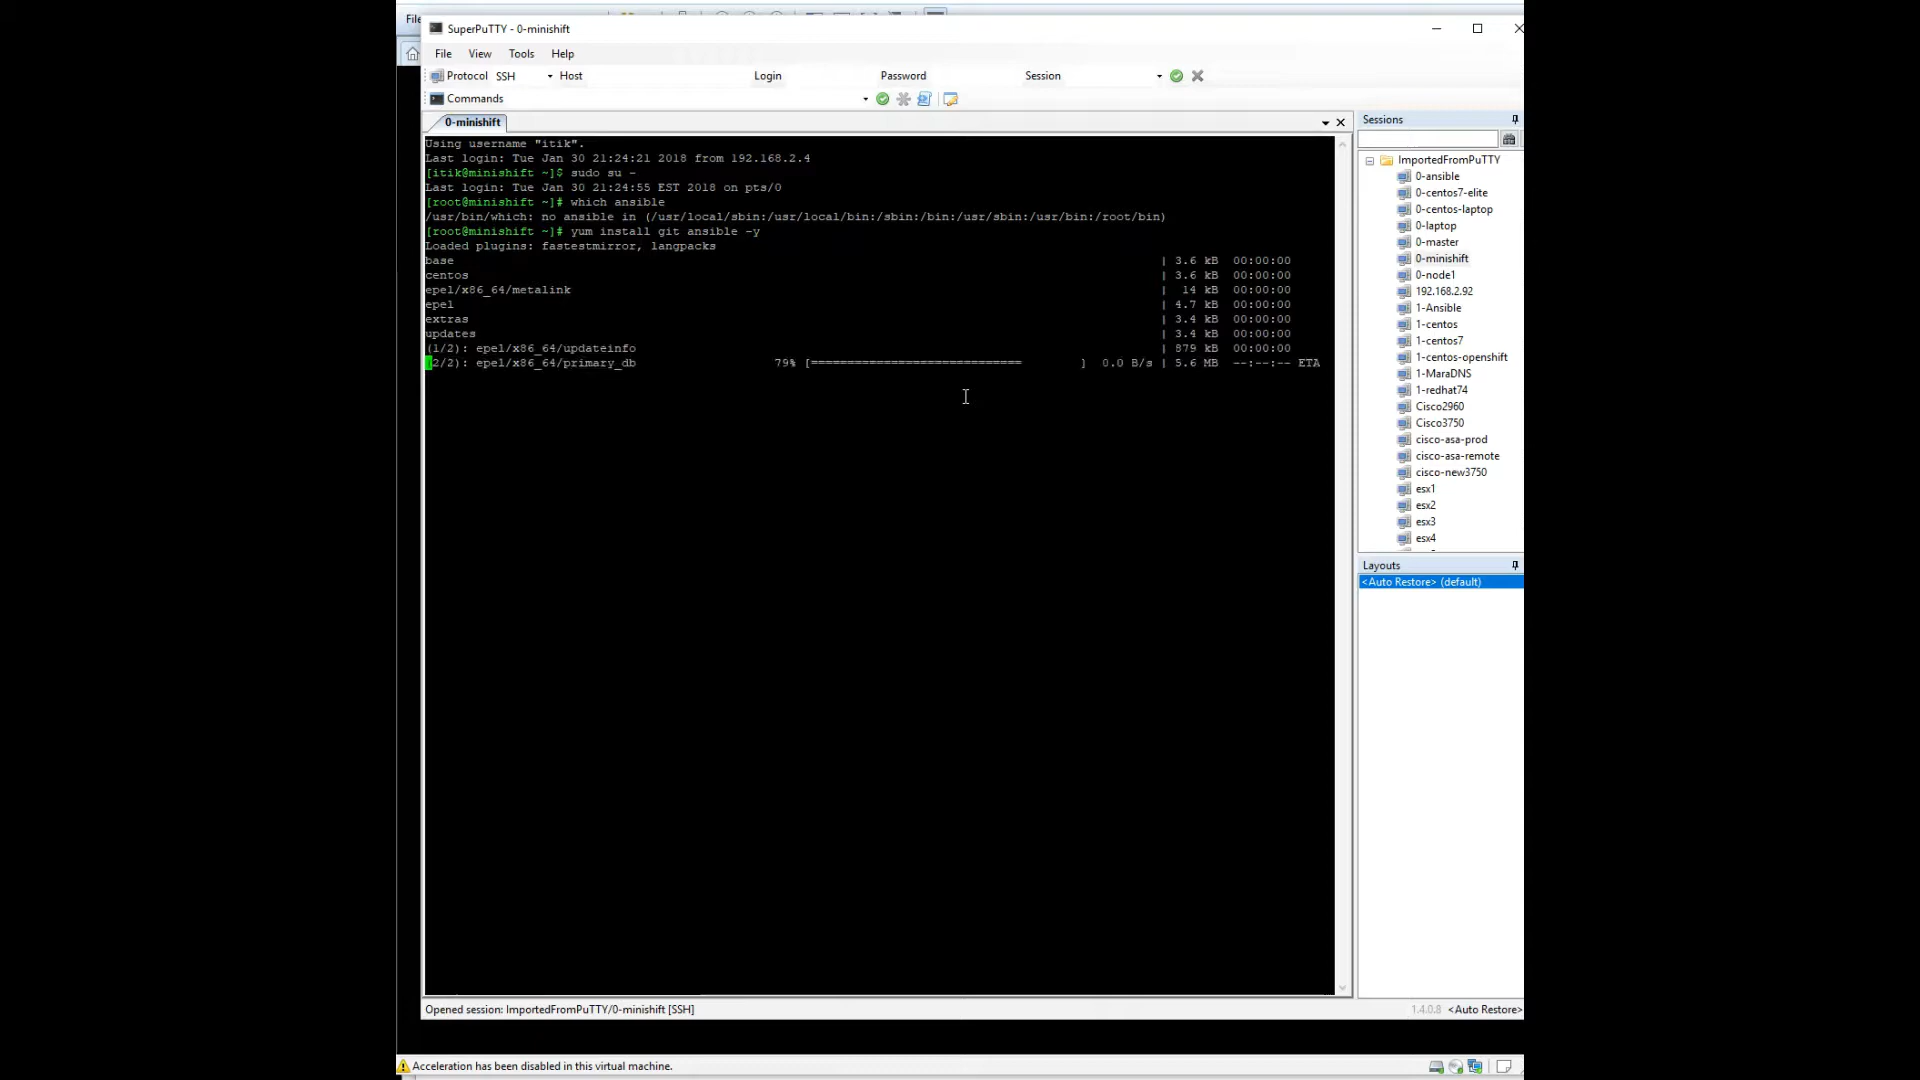 File
SuperPuTTY - 0-minishift
File View Tools Help
Protocol SSH Host Login Password Session
Commands
0-minishift
Using username "itik".
Last login: Tue Jan 30 21:24:21 2018 from 192.168.2.4
[itik@minishift ~]$ sudo su -
Last login: Tue Jan 30 21:24:55 EST 2018 on pts/0
[root@minishift ~]# which ansible
/usr/bin/which: no ansible in (/usr/local/sbin:/usr/local/bin:/sbin:/bin:/usr/sbin:/usr/bin:/root/bin)
[root@minishift ~]# yum install git ansible -y
Loaded plugins: fastestmirror, langpacks
base | 3.6 kB 00:00:00
centos | 3.6 kB 00:00:00
epel/x86_64/metalink | 14 kB 00:00:00
epel | 4.7 kB 00:00:00
extras | 3.4 kB 00:00:00
updates | 3.4 kB 00:00:00
(1/2): epel/x86_64/updateinfo | 879 kB 00:00:00
(2/2): epel/x86_64/primary_db 79% [============================= ] 0.0 B/s | 5.6 MB --:--:-- ETA
Sessions
ImportedFromPuTTY
0-ansible
0-centos7-elite
0-centos-laptop
0-laptop
0-master
0-minishift
0-node1
192.168.2.92
1-Ansible
1-centos
1-centos7
1-centos-openshift
1-MaraDNS
1-redhat74
Cisco2960
Cisco3750
cisco-asa-prod
cisco-asa-remote
cisco-new3750
esx1
esx2
esx3
esx4
Layouts
<Auto Restore> (default)
Opened session: ImportedFromPuTTY/0-minishift [SSH]
1.4.0.8 <Auto Restore>
Acceleration has been disabled in this virtual machine.